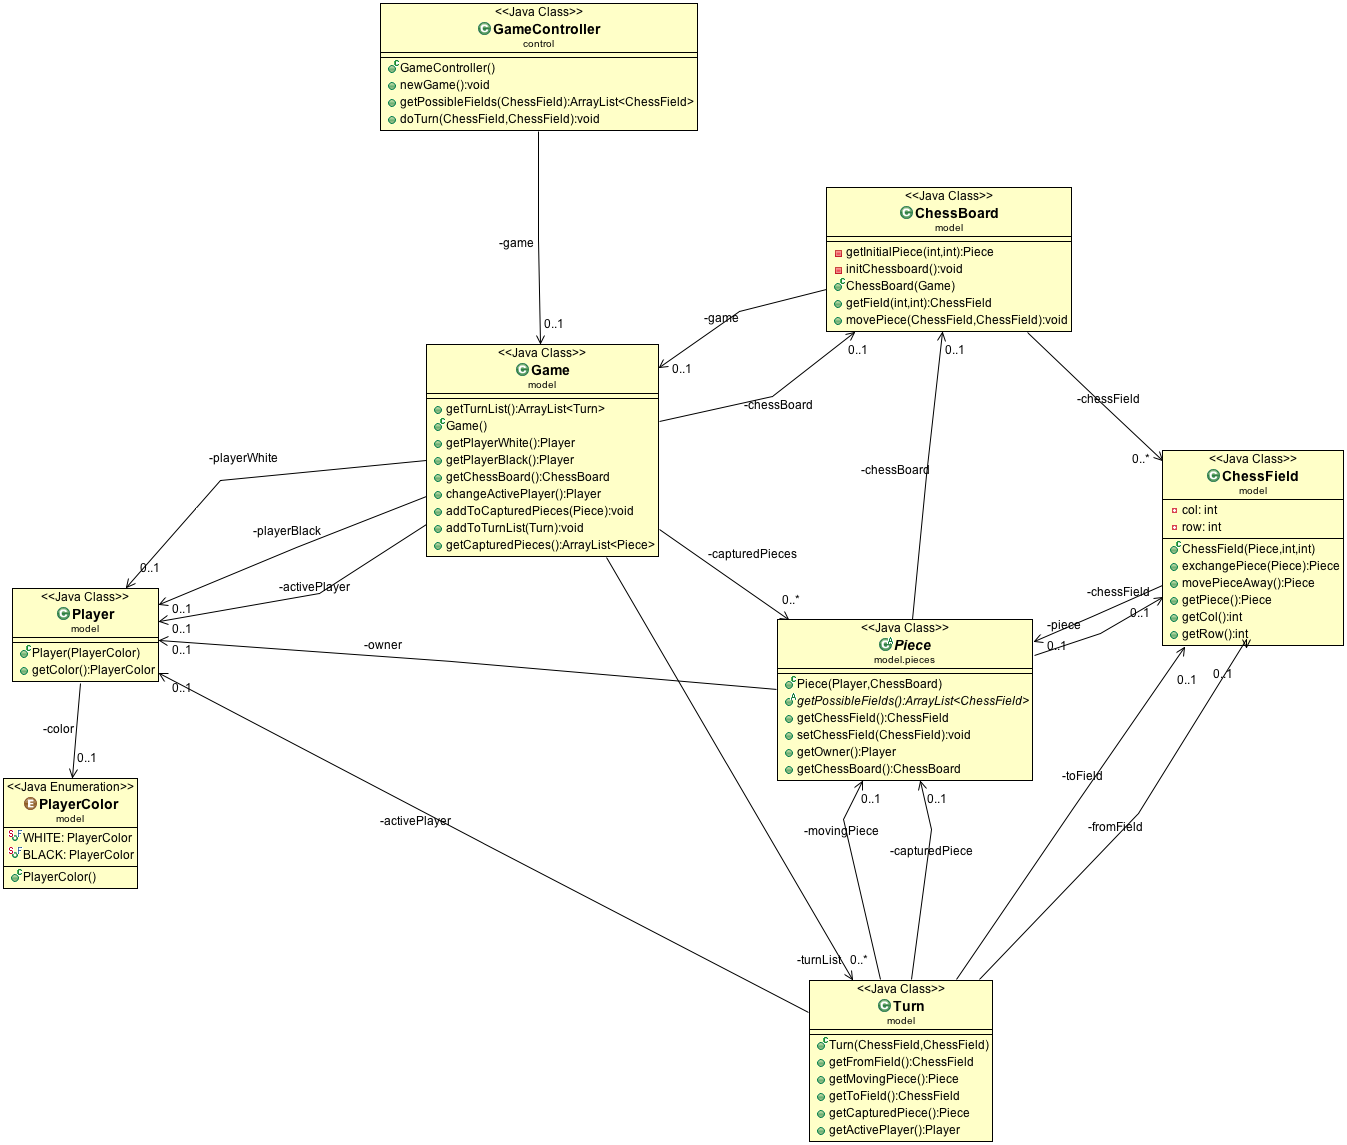 <<Java Class>>
GameController
control
GameController()
newGame():void
getPossibleFields(ChessField):ArrayList<ChessField>
doTurn(ChessField,ChessField):void
-game
0..1
<<Java Class>>
ChessBoard
model
getInitialPiece(int,int):Piece
initChessboard():void
ChessBoard(Game)
getField(int,int):ChessField
movePiece(ChessField,ChessField):void
-game
0..1
0..1
-chessBoard
0..1
-chessBoard
-chessField
0..*
<<Java Class>>
Game
model
getTurnList():ArrayList<Turn>
Game()
getPlayerWhite():Player
getPlayerBlack():Player
getChessBoard():ChessBoard
changeActivePlayer():Player
addToCapturedPieces(Piece):void
addToTurnList(Turn):void
getCapturedPieces():ArrayList<Piece>
<<Java Class>>
ChessField
model
col: int
row: int
ChessField(Piece,int,int)
exchangePiece(Piece):Piece
movePieceAway():Piece
getPiece():Piece
getCol():int
getRow():int
-playerWhite
0..1
-playerBlack
0..1
-activePlayer
0..1
-capturedPieces
0..*
-chessField
0..1
-piece
0..1
-owner
0..1
0..1
<<Java Class>>
Player
model
Player(PlayerColor)
getColor():PlayerColor
<<Java Class>>
Piece
model.pieces
Piece(Player,ChessBoard)
getPossibleFields():ArrayList<ChessField>
getChessField():ChessField
setChessField(ChessField):void
getOwner():Player
getChessBoard():ChessBoard
-color
0..1
<<Java Enumeration>>
PlayerColor
model
WHITE: PlayerColor
BLACK: PlayerColor
PlayerColor()
0..1
0..1
-toField
0..1
0..1
-activePlayer
-movingPiece
-capturedPiece
-fromField
-turnList
0..*
<<Java Class>>
Turn
model
Turn(ChessField,ChessField)
getFromField():ChessField
getMovingPiece():Piece
getToField():ChessField
getCapturedPiece():Piece
getActivePlayer():Player